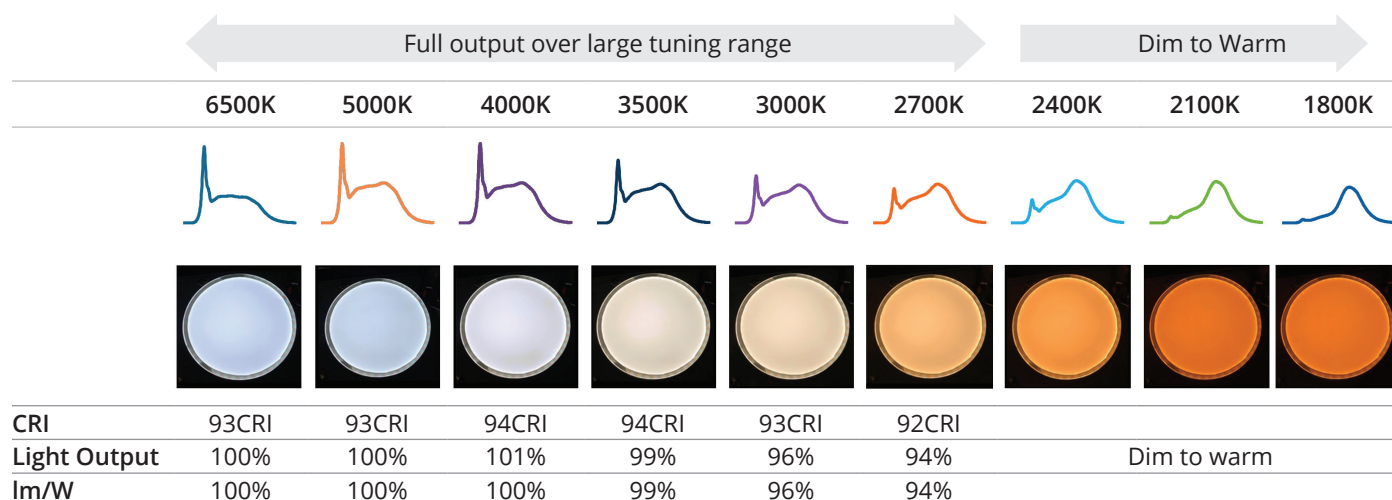 Full output over large tuning range Dim to Warm
6500K 5000K 4000K 3500K 3000K 2700K 2400K 2100K 1800K
CRI 93CRI 93CRI 94CRI 94CRI 93CRI 92CRI
Light Output 100% 100% 101% 99% 96% 94% Dim to warm
lm/W 100% 100% 100% 99% 96% 94%